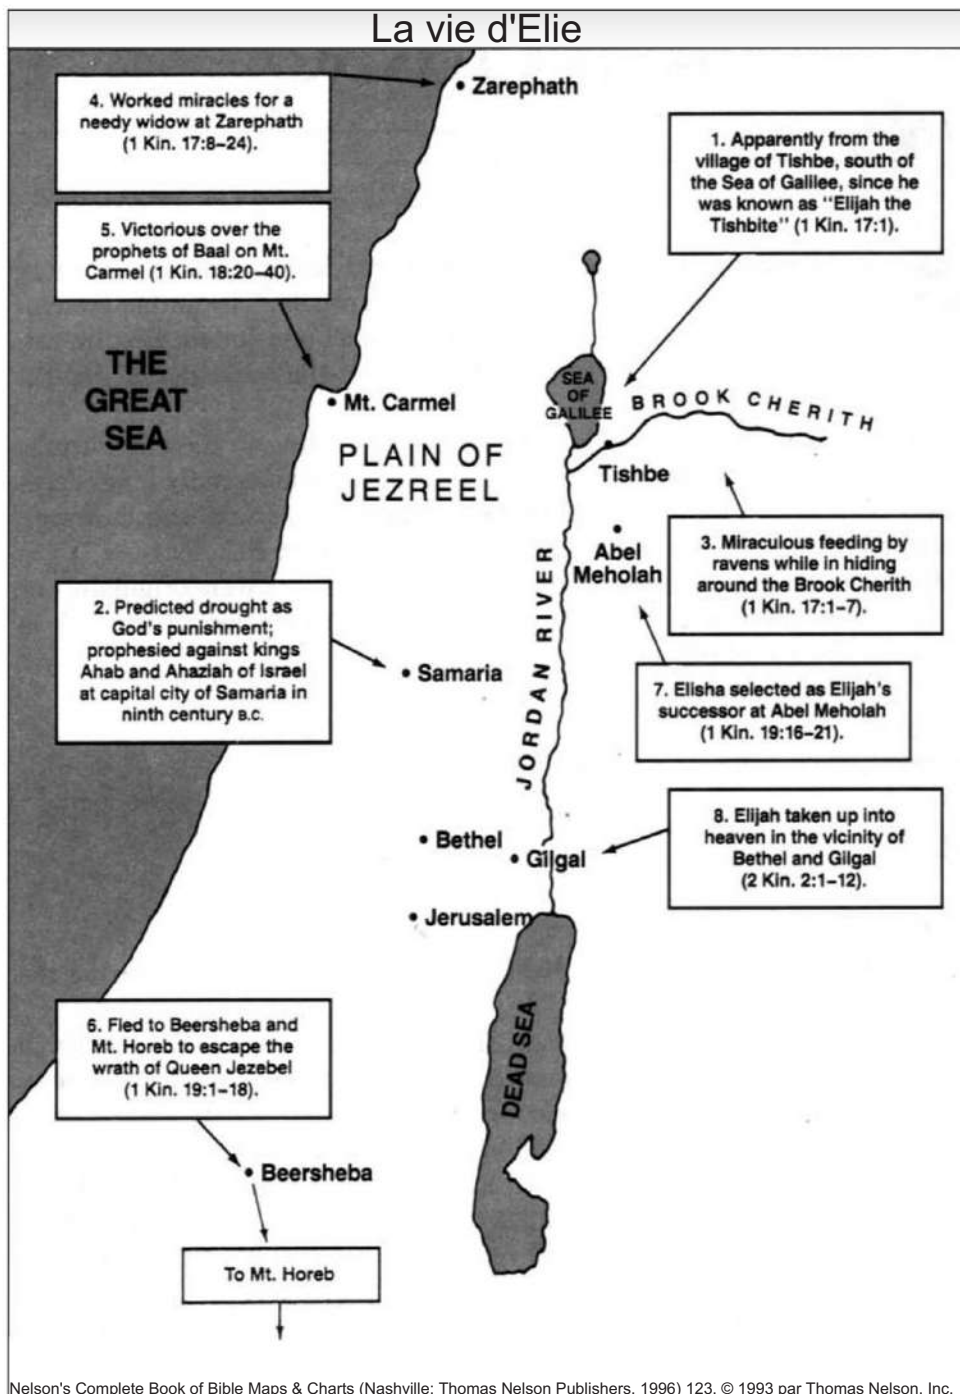 La vie d'Elie
4. Worked miracles for a
needy widow at Zarephath
(1 Kin. 17:8–24).
Zarephath
1. Apparently from the
village of Tishbe, south of
the Sea of Galilee, since he
was known as "Elijah the
Tishbite" (1 Kin. 17:1).
5. Victorious over the
prophets of Baal on Mt.
Carmel (1 Kin. 18:20–40).
THE
GREAT
SEA
SEA
OF
GALILEE
BROOK CHERITH
Mt. Carmel
PLAIN OF
JEZREEL
Tishbe
Abel
Meholah
3. Miraculous feeding by
ravens while in hiding
around the Brook Cherith
(1 Kin. 17:1–7).
JORDAN RIVER
2. Predicted drought as
God's punishment;
prophesied against kings
Ahab and Ahaziah of Israel
at capital city of Samaria in
ninth century B.C.
Samaria
7. Elisha selected as Elijah's
successor at Abel Meholah
(1 Kin. 19:16–21).
8. Elijah taken up into
heaven in the vicinity of
Bethel and Gilgal
(2 Kin. 2:1–12).
Bethel
Gilgal
Jerusalem
DEAD SEA
6. Fled to Beersheba and
Mt. Horeb to escape the
wrath of Queen Jezebel
(1 Kin. 19:1–18).
Beersheba
To Mt. Horeb
Nelson's Complete Book of Bible Maps & Charts (Nashville: Thomas Nelson Publishers, 1996) 123. © 1993 par Thomas Nelson, Inc.